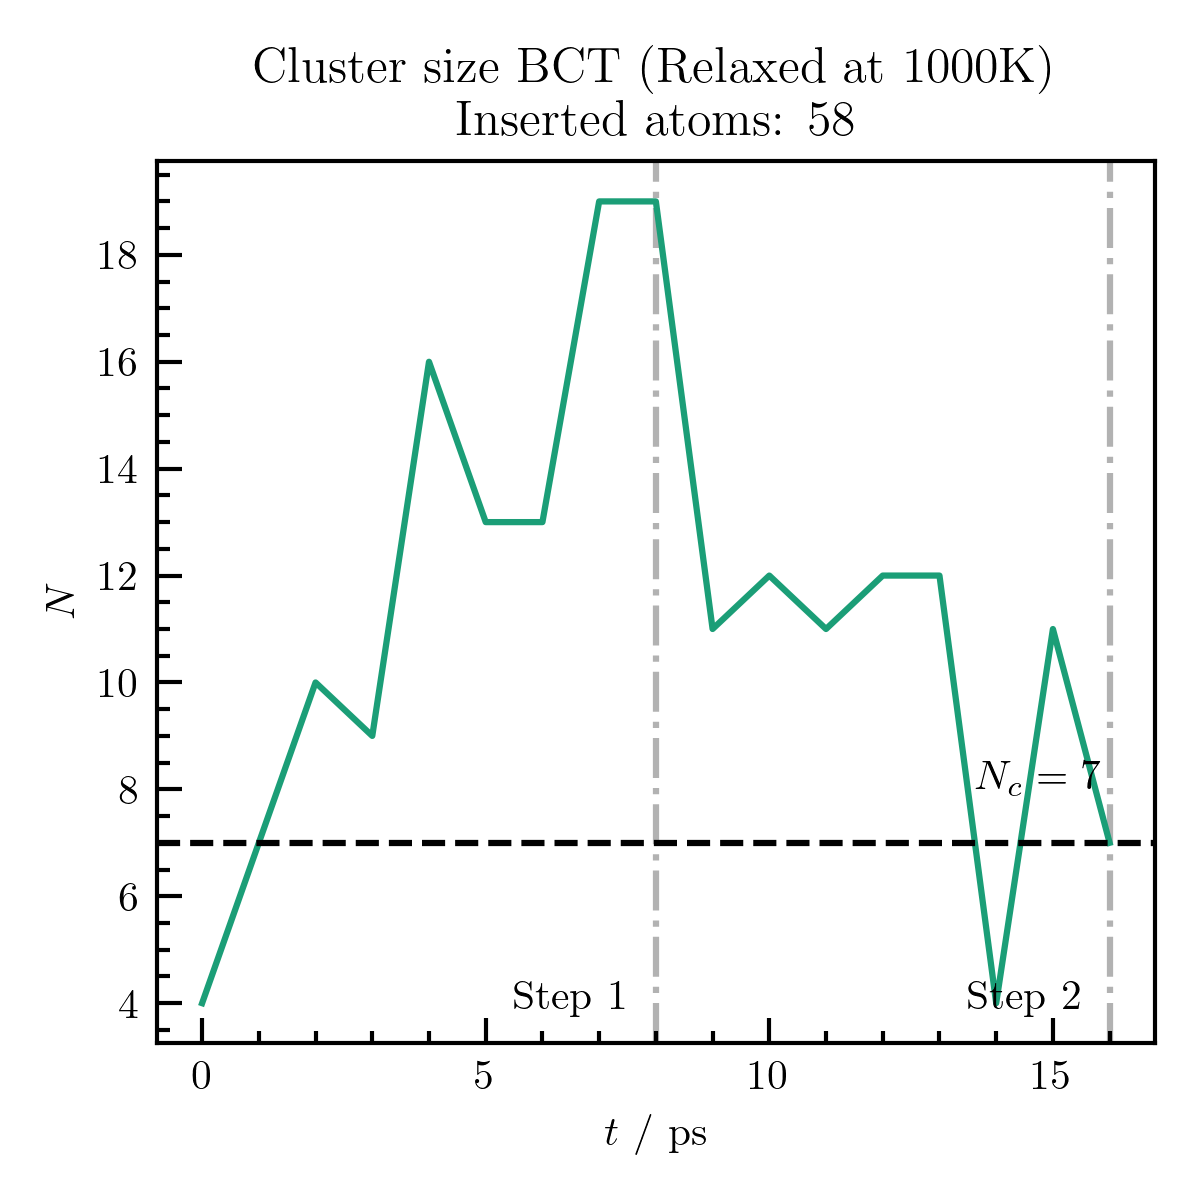 Cluster size BCT (Relaxed at 1000K)
Inserted atoms: 58
18
16
14
12
10
8
6
4
N
N_c = 7
Step 1
Step 2
0
5
10
15
t / ps